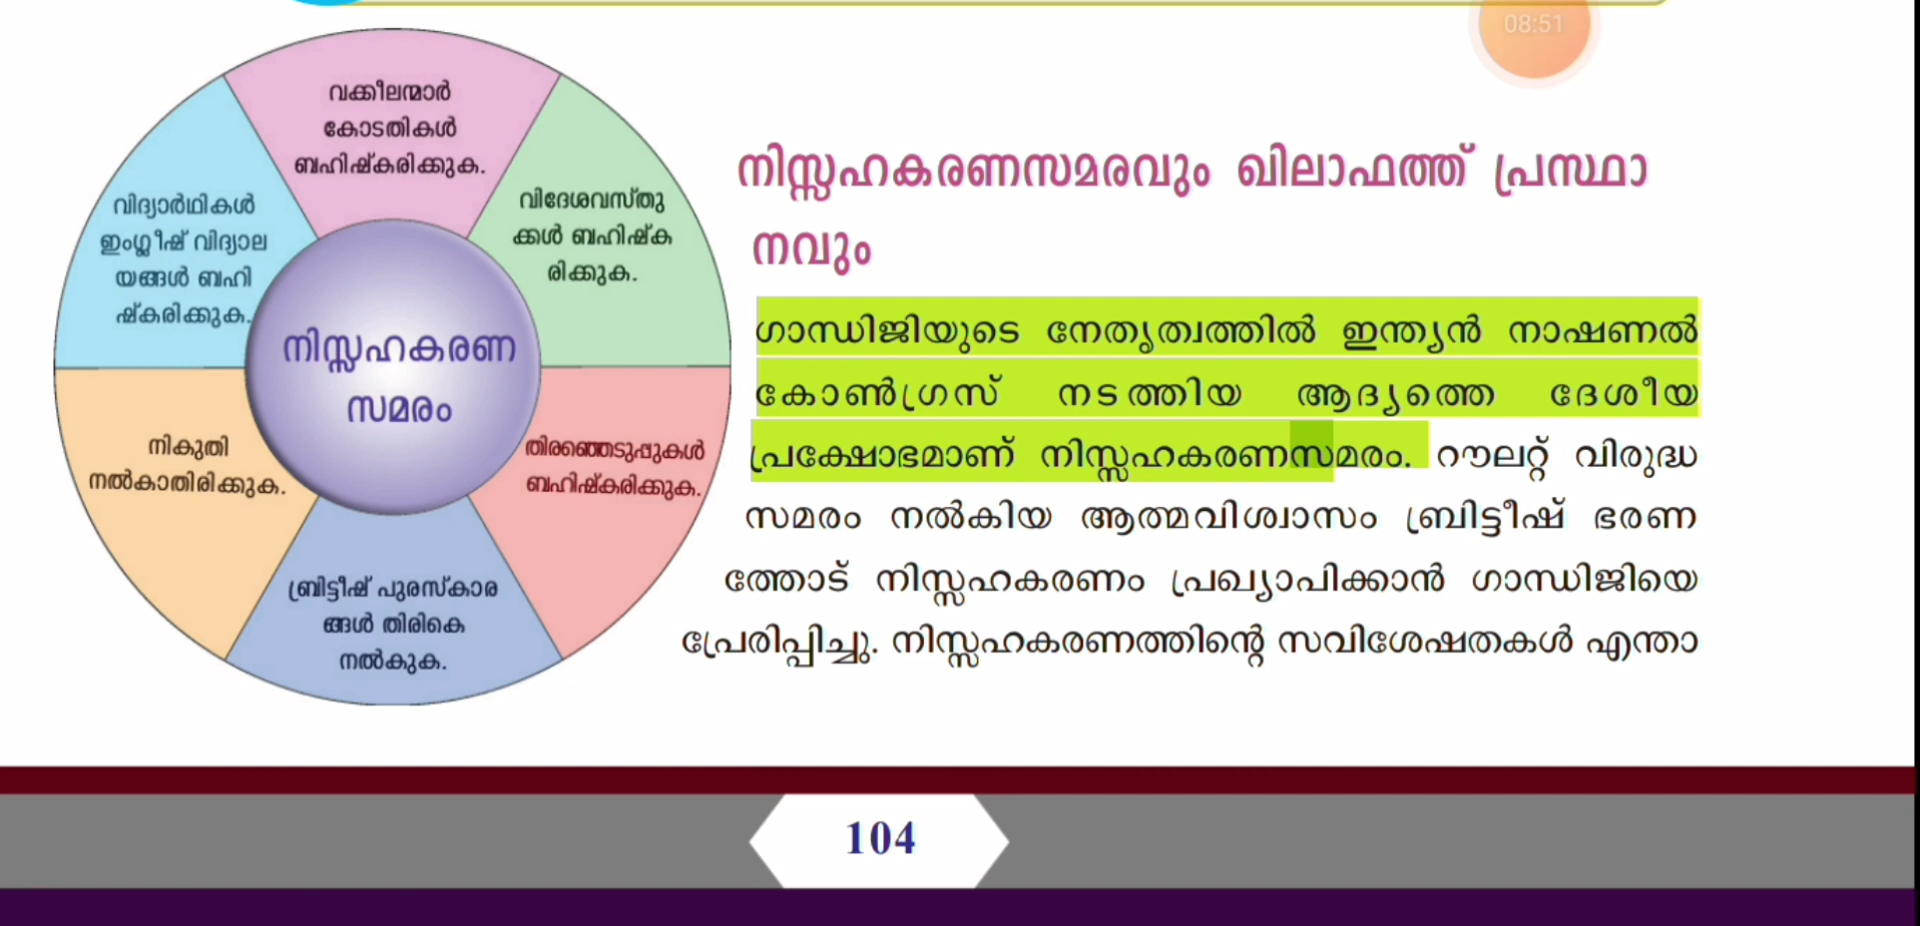 08:51
വക്കീലന്മാർ
കോടതികൾ
ബഹിഷ്കരിക്കുക.
വിദേശവസ്തു
ക്കൾ ബഹിഷ്ക
രിക്കുക.
തിരഞ്ഞെടുപ്പുകൾ
ബഹിഷ്കരിക്കുക.
ബ്രിട്ടീഷ് പുരസ്കാര
ങ്ങൾ തിരികെ
നൽകുക.
നികുതി
നൽകാതിരിക്കുക.
വിദ്യാർഥികൾ
ഇംഗ്ലീഷ് വിദ്യാല
യങ്ങൾ ബഹി
ഷ്കരിക്കുക.
നിസ്സഹകരണ
സമരം
നിസ്സഹകരണസമരവും ഖിലാഫത്ത് പ്രസ്ഥാ
നവും
ഗാന്ധിജിയുടെ നേതൃത്വത്തിൽ ഇന്ത്യൻ നാഷണൽ
കോൺഗ്രസ് നടത്തിയ ആദ്യത്തെ ദേശീയ
പ്രക്ഷോഭമാണ് നിസ്സഹകരണസമരം. റൗലറ്റ് വിരുദ്ധ
സമരം നൽകിയ ആത്മവിശ്വാസം ബ്രിട്ടീഷ് ഭരണ
ത്തോട് നിസ്സഹകരണം പ്രഖ്യാപിക്കാൻ ഗാന്ധിജിയെ
പ്രേരിപ്പിച്ചു. നിസ്സഹകരണത്തിന്റെ സവിശേഷതകൾ എന്താ
104